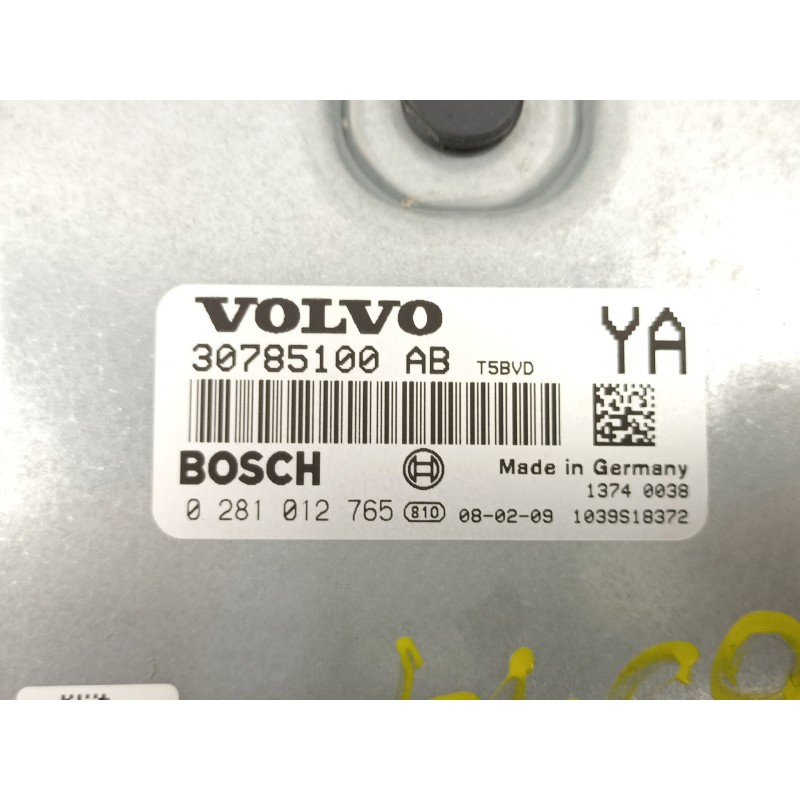 VOLVO
YA
30785100 AB T5BVD
BOSCH
Made in Germany
1374 0038
0 281 012 765 810 08-02-09 1039S18372